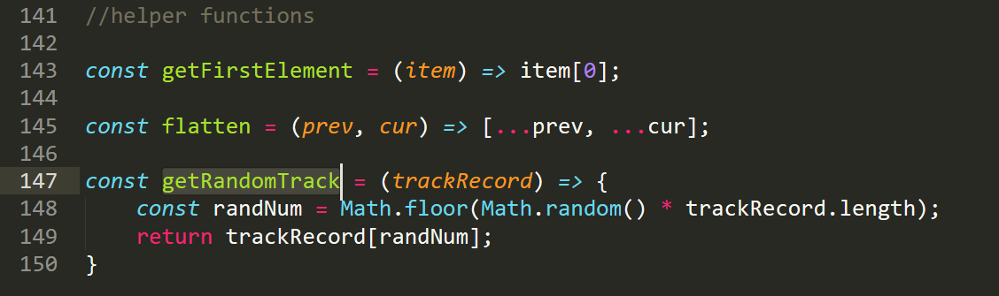 141 //helper functions
142
143 const getFirstElement = (item) => item[0];
144
145 const flatten = (prev, cur) => [...prev, ...cur];
146
147 const getRandomTrack = (trackRecord) => {
148     const randNum = Math.floor(Math.random() * trackRecord.length);
149     return trackRecord[randNum];
150 }